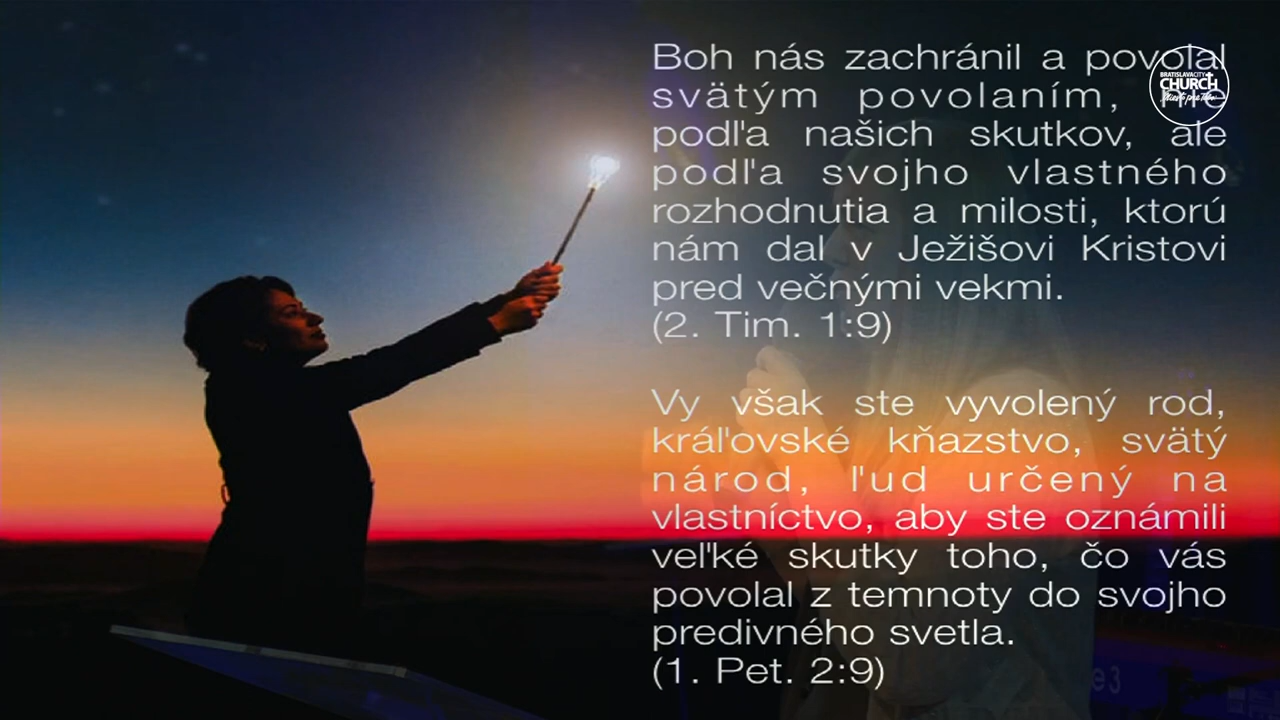 Boh nás zachránil a povolal
svätým povolaním,
podľa našich skutkov, ale
podľa svojho vlastného
rozhodnutia a milosti, ktorú
nám dal v Ježišovi Kristovi
pred večnými vekmi.
(2. Tim. 1:9)
Vy však ste vyvolený rod,
kráľovské kňazstvo, svätý
národ, ľud určený na
vlastníctvo, aby ste oznámili
veľké skutky toho, čo vás
povolal z temnoty do svojho
predivného svetla.
(1. Pet. 2:9)
BRATISLAVA CITY
CHURCH